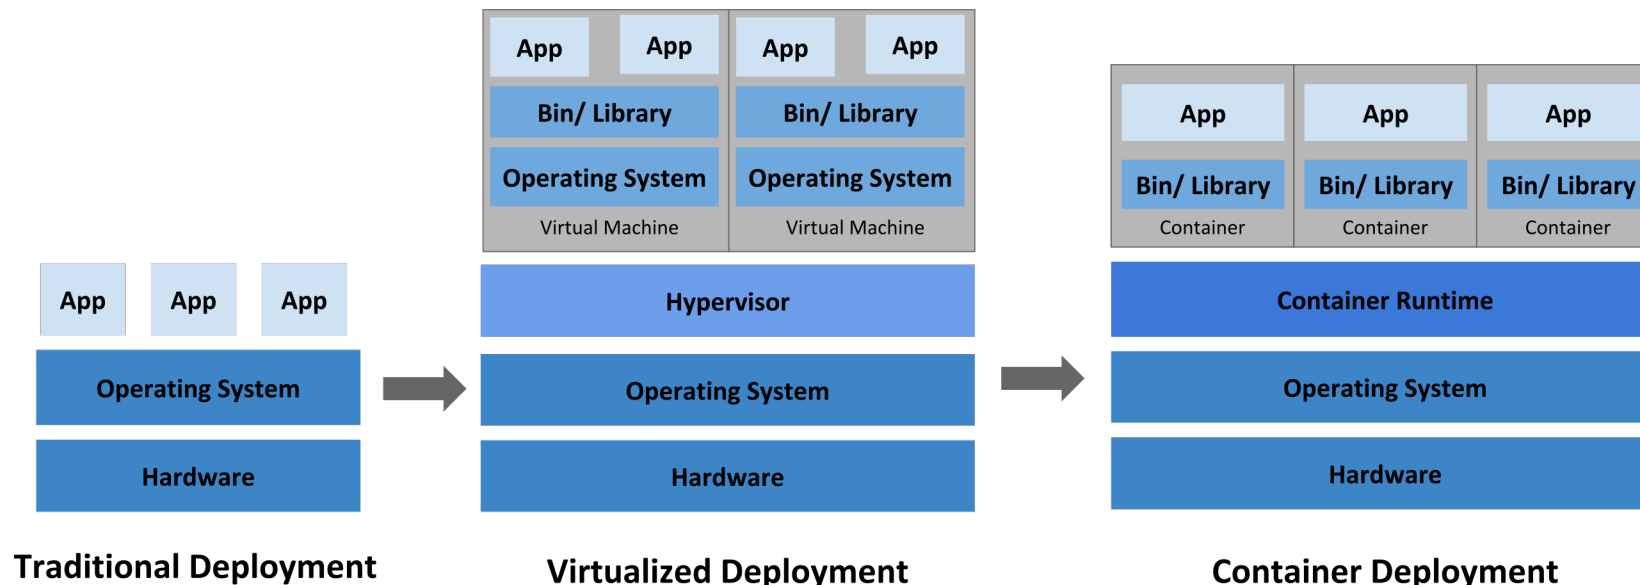 App
App
App
Operating System
Hardware
Traditional Deployment
App
App
App
App
Bin/ Library
Bin/ Library
Operating System
Operating System
Virtual Machine
Virtual Machine
Hypervisor
Operating System
Hardware
Virtualized Deployment
App
App
App
Bin/ Library
Bin/ Library
Bin/ Library
Container
Container
Container
Container Runtime
Operating System
Hardware
Container Deployment